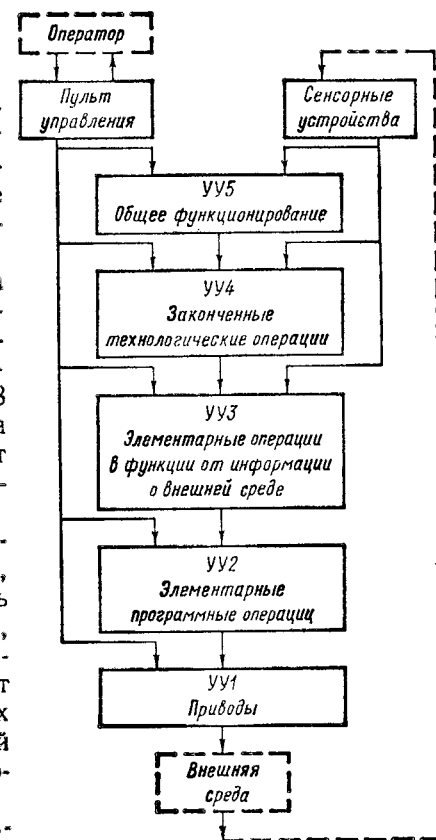 Оператор
Пульт
управления
Сенсорные
устройства
УУ5
Общее функционирование
УУ4
Законченные
технологические операции
УУ3
Элементарные операции
в функции от информации
о внешней среде
УУ2
Элементарные
программные операции
УУ1
Приводы
Внешняя
среда